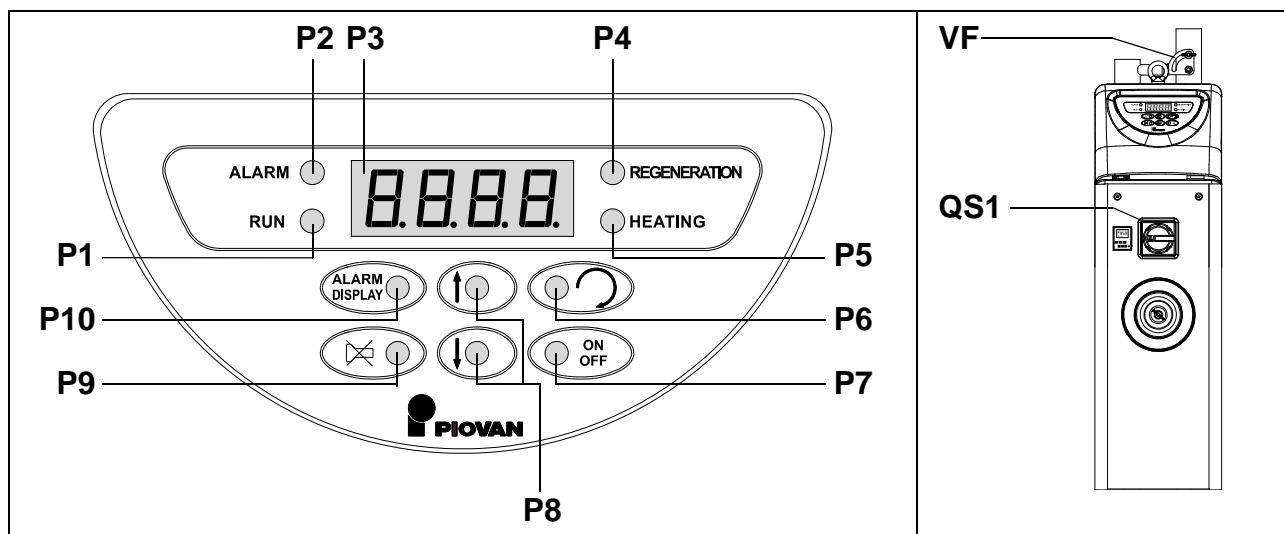 P2 P3 P4
ALARM 8.8.8.8. REGENERATION
RUN HEATING
P1 P5
ALARM
DISPLAY
P10 P6
ON
OFF
P9 P7
PIOVAN
P8
VF
QS1